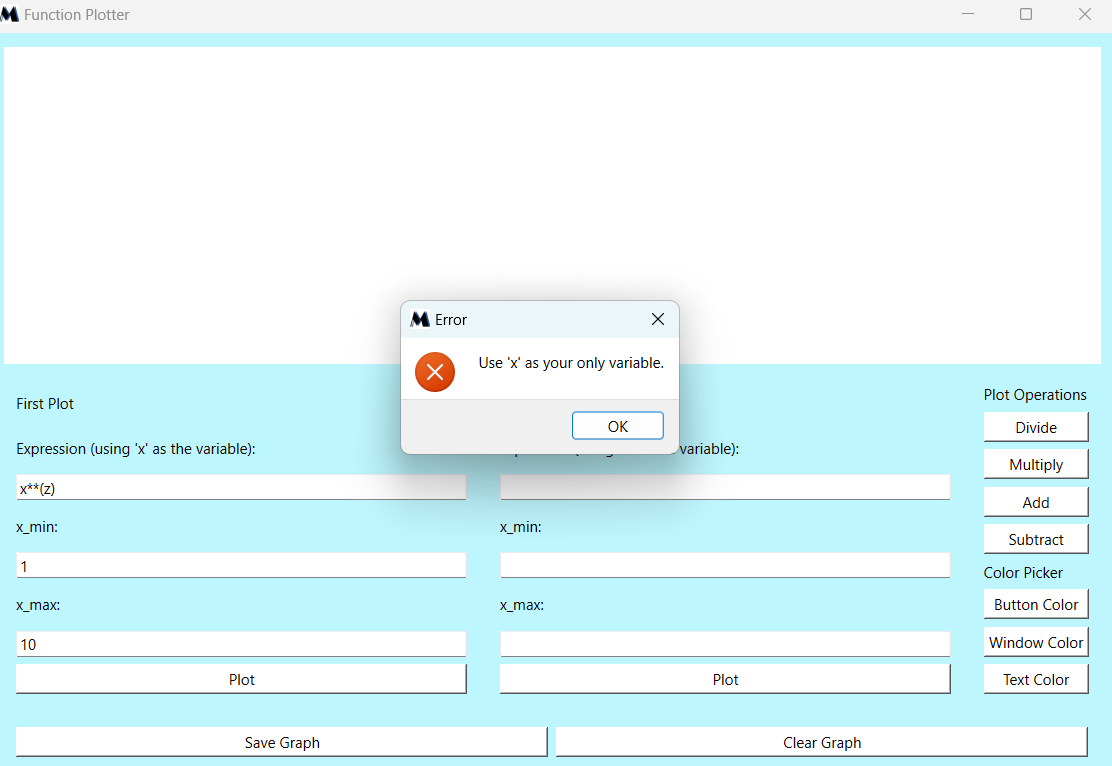 Function Plotter
Error
Use 'x' as your only variable.
OK
First Plot
Expression (using 'x' as the variable):
x**(z)
x_min:
1
x_max:
10
Plot
variable):
x_min:
x_max:
Plot
Plot Operations
Divide
Multiply
Add
Subtract
Color Picker
Button Color
Window Color
Text Color
Save Graph
Clear Graph